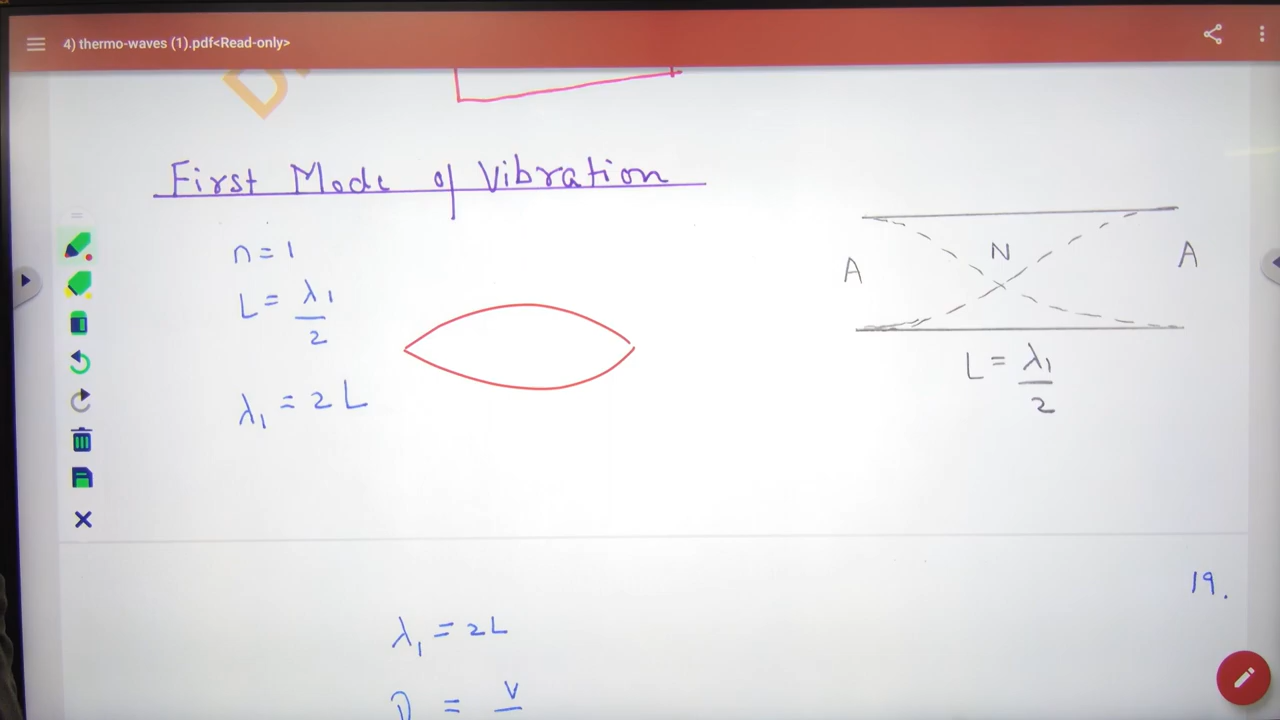 4) thermo-waves (1).pdf<Read-only>
First Mode of Vibration
n = 1
L = λ1/2
λ1 = 2L
A N A
L = λ1/2
19.
λ1 = 2L
= v